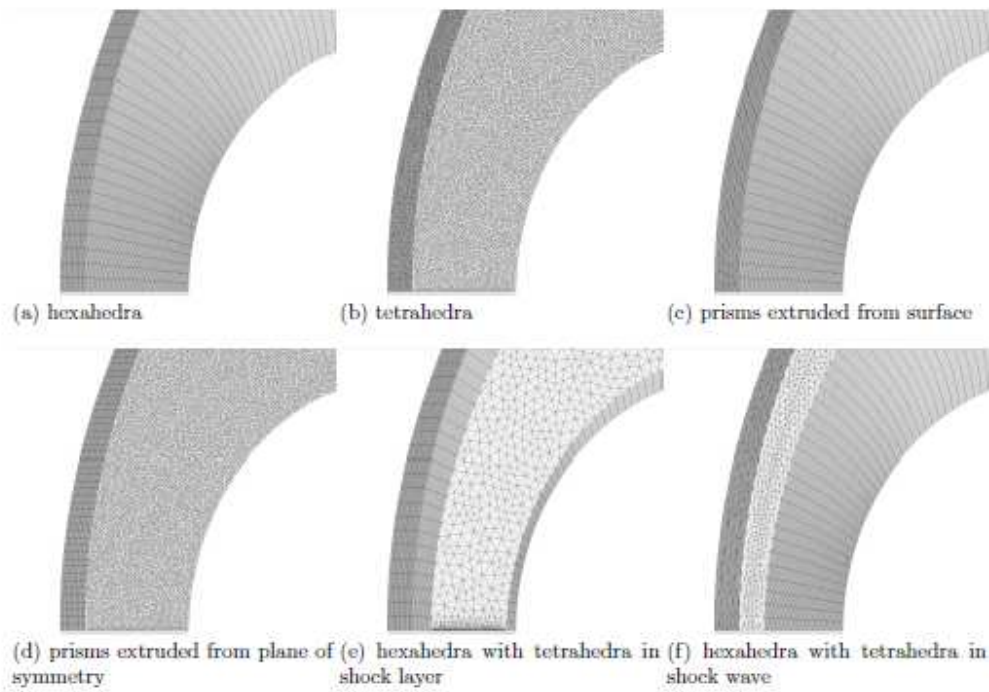 (a) hexahedra
(b) tetrahedra
(c) prisms extruded from surface
(d) prisms extruded from plane of symmetry
(e) hexahedra with tetrahedra in shock layer
(f) hexahedra with tetrahedra in shock wave